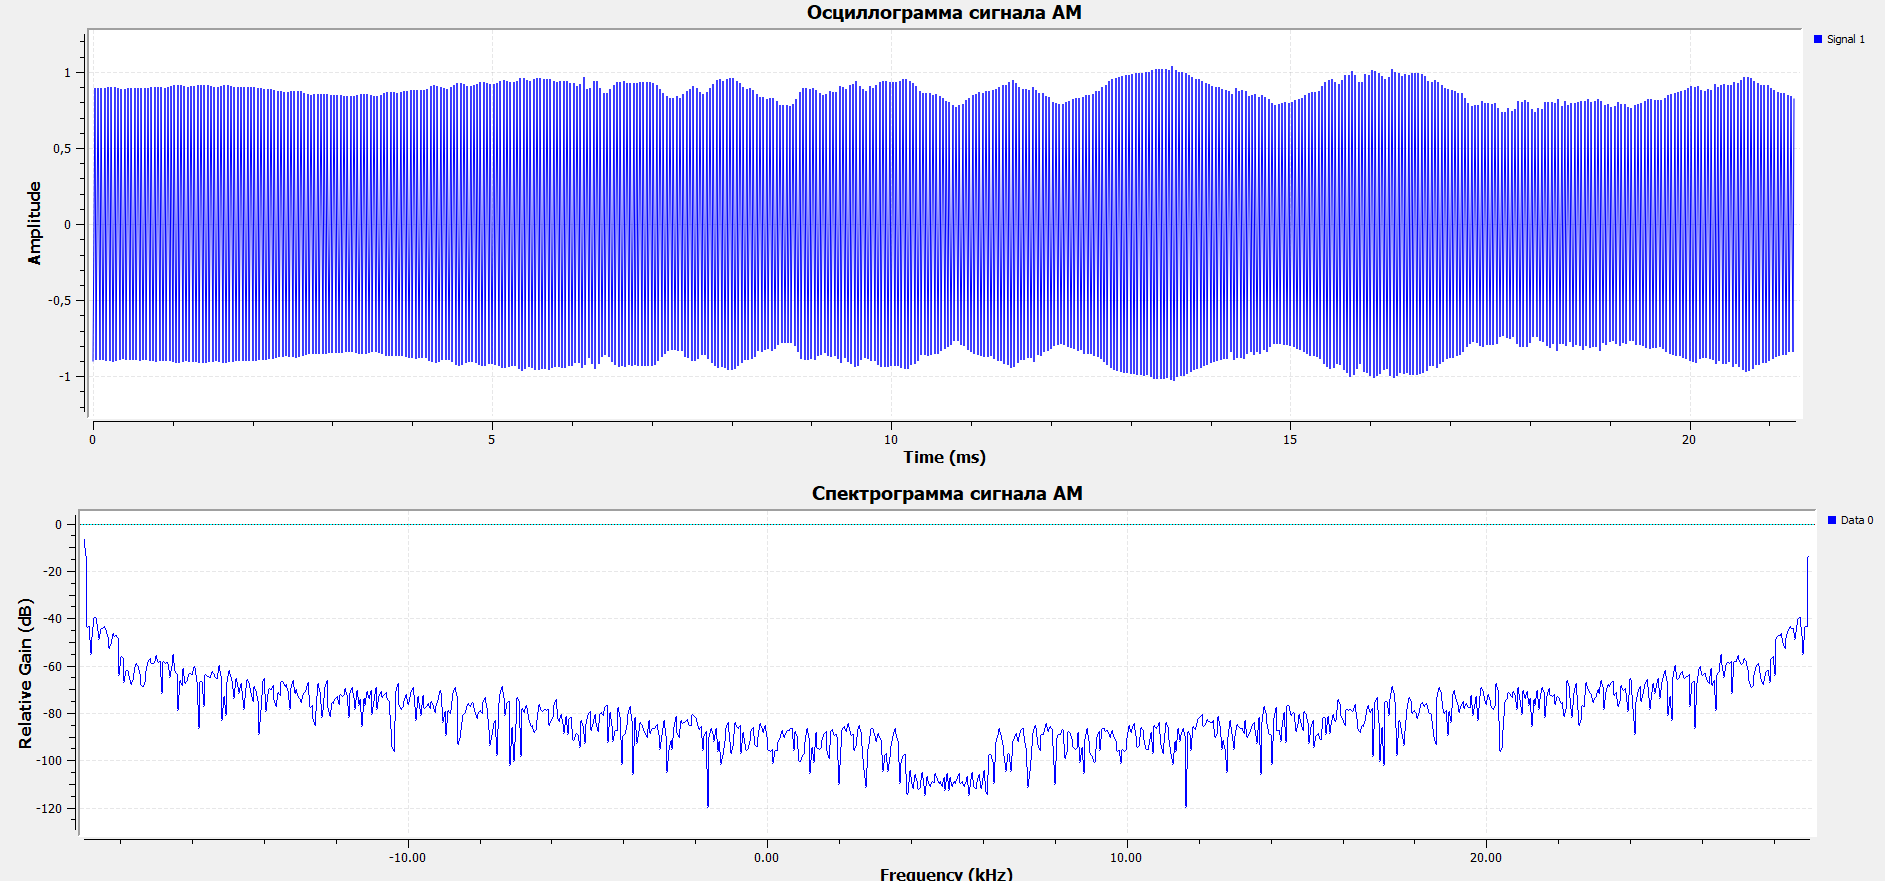 Осциллограмма сигнала АМ
Signal 1
1
0,5
0
-0,5
-1
Amplitude
0
5
10
15
20
Time (ms)
Спектрограмма сигнала АМ
Data 0
0
-20
-40
-60
-80
-100
-120
Relative Gain (dB)
-10.00
0.00
10.00
20.00
Frequency (kHz)